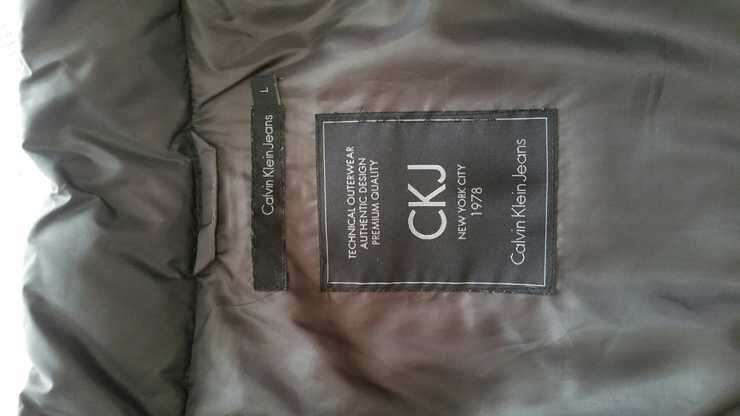 Calvin Klein Jeans
L
TECHNICAL OUTERWEAR
AUTHENTIC DESIGN
PREMIUM QUALITY
CKJ
NEW YORK CITY
1978
Calvin Klein Jeans